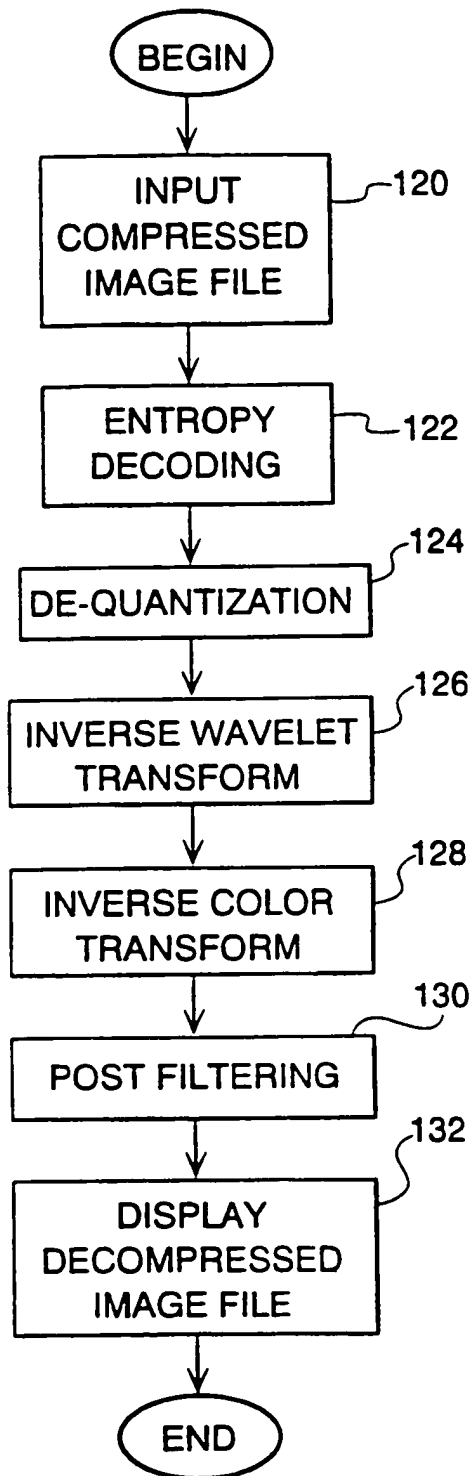 BEGIN
INPUT
COMPRESSED
IMAGE FILE
120
ENTROPY
DECODING
122
124
DE-QUANTIZATION
126
INVERSE WAVELET
TRANSFORM
128
INVERSE COLOR
TRANSFORM
130
POST FILTERING
132
DISPLAY
DECOMPRESSED
IMAGE FILE
END